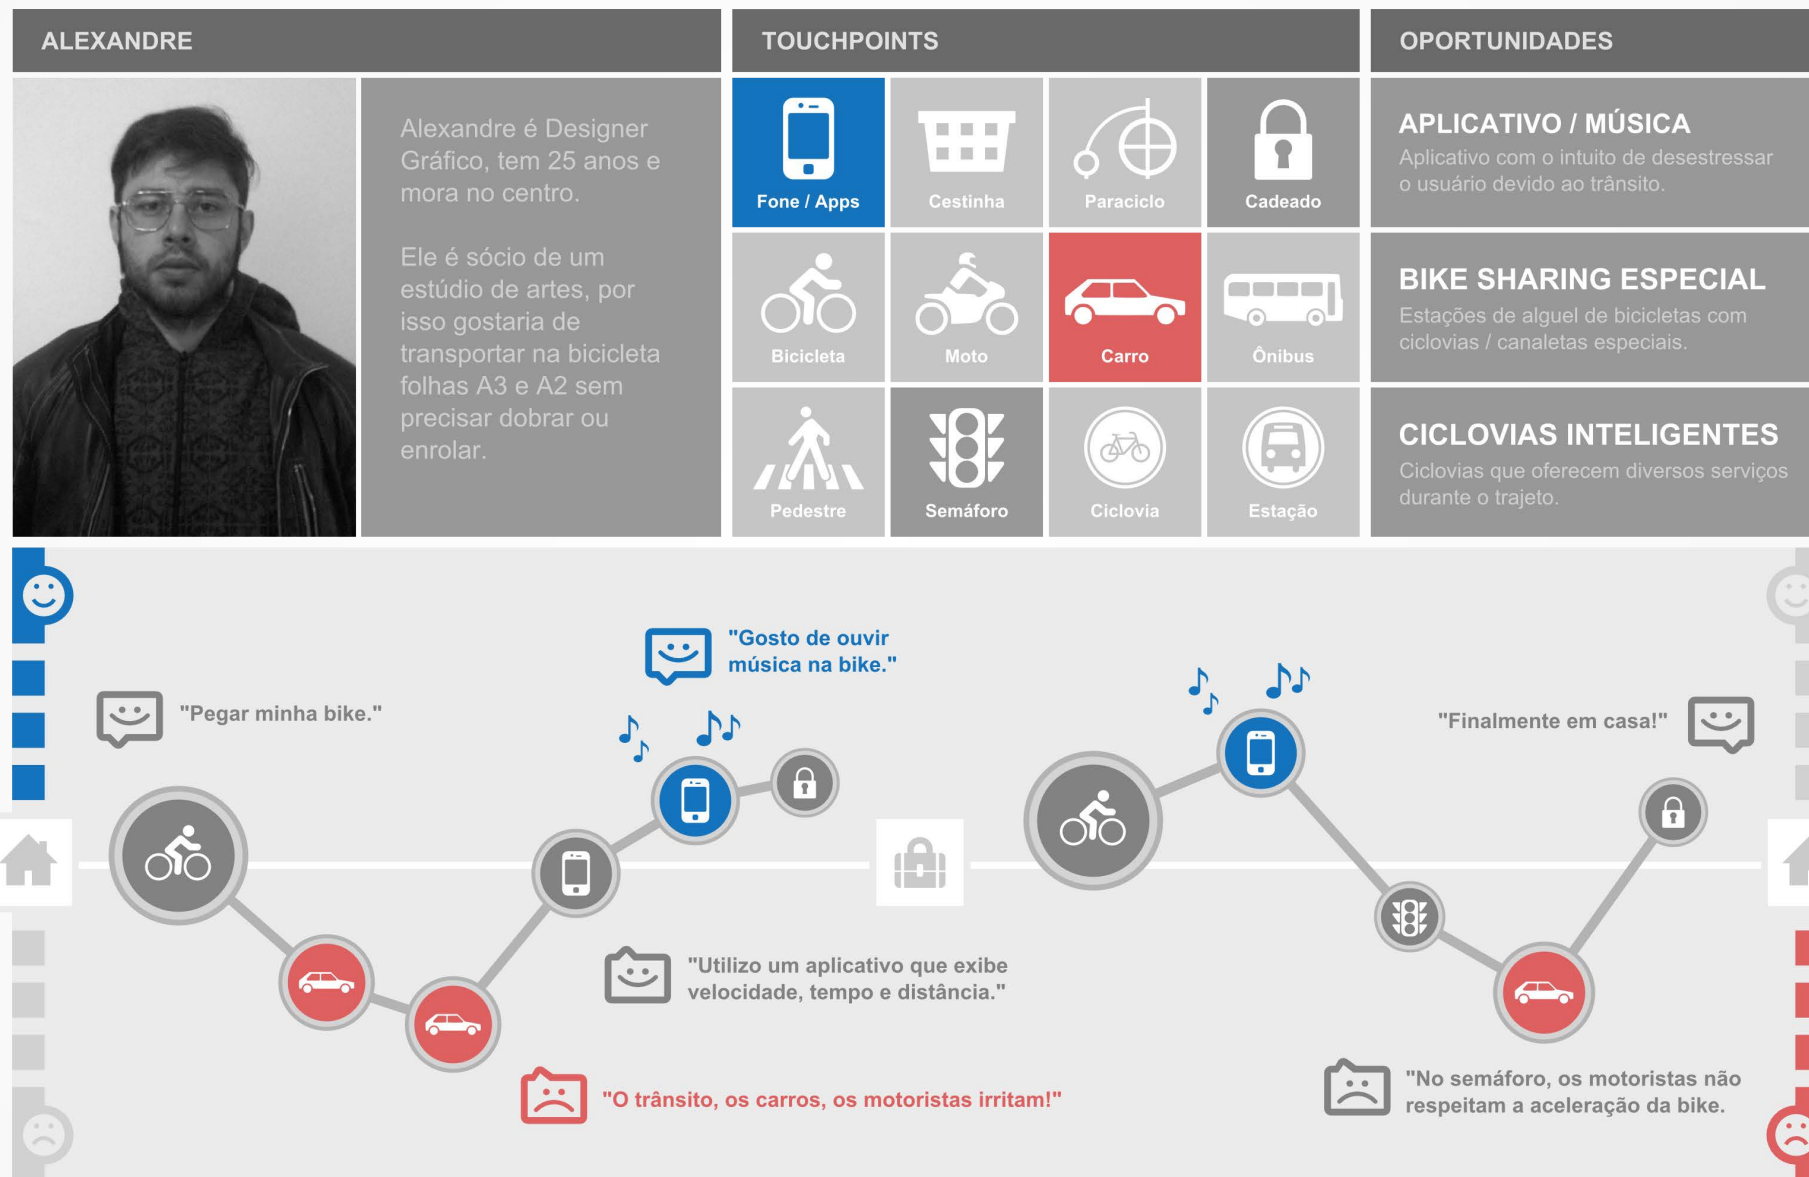 ALEXANDRE
Alexandre é Designer
Gráfico, tem 25 anos e
mora no centro.
Ele é sócio de um
estúdio de artes, por
isso gostaria de
transportar na bicicleta
folhas A3 e A2 sem
precisar dobrar ou
enrolar.
TOUCHPOINTS
Fone / Apps
Cestinha
Paraciclo
Cadeado
Bicicleta
Moto
Carro
Ônibus
Pedestre
Semáforo
Ciclovia
Estação
OPORTUNIDADES
APLICATIVO / MÚSICA
Aplicativo com o intuito de desestressar
o usuário devido ao trânsito.
BIKE SHARING ESPECIAL
Estações de alguel de bicicletas com
ciclovias / canaletas especiais.
CICLOVIAS INTELIGENTES
Ciclovias que oferecem diversos serviços
durante o trajeto.
"Pegar minha bike."
"Gosto de ouvir
música na bike."
"Finalmente em casa!"
"Utilizo um aplicativo que exibe
velocidade, tempo e distância."
"O trânsito, os carros, os motoristas irritam!"
"No semáforo, os motoristas não
respeitam a aceleração da bike.